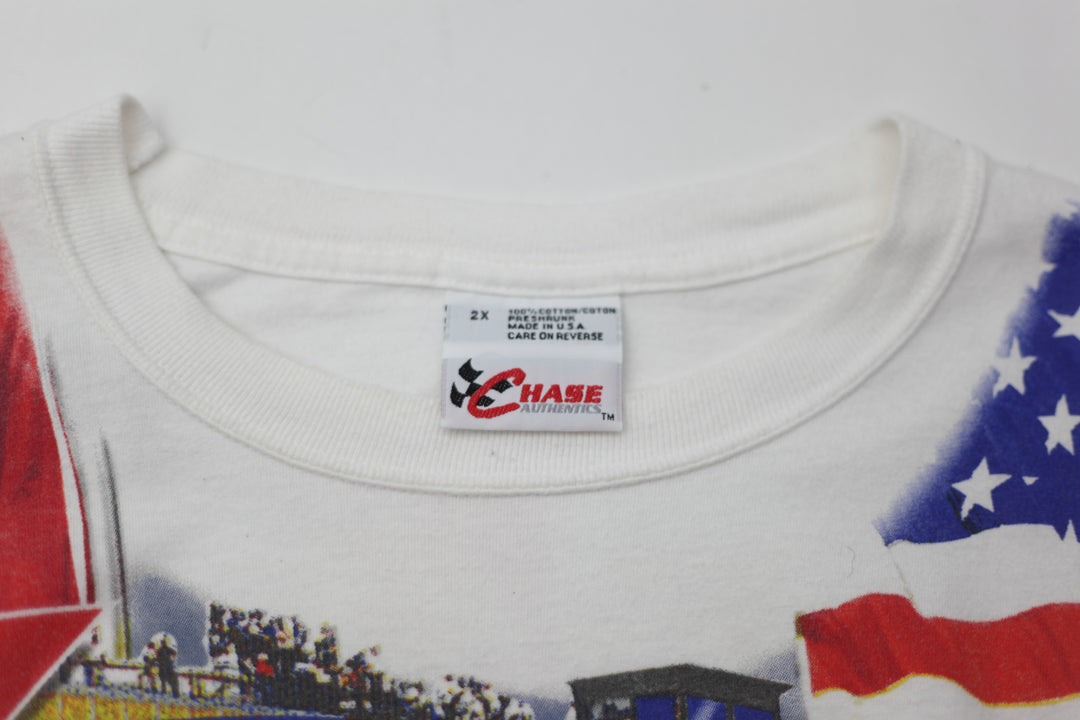 2X
100% COTTON/COTON
PRESHRUNK
MADE IN U.S.A.
CARE ON REVERSE
CHASE
AUTHENTICS TM